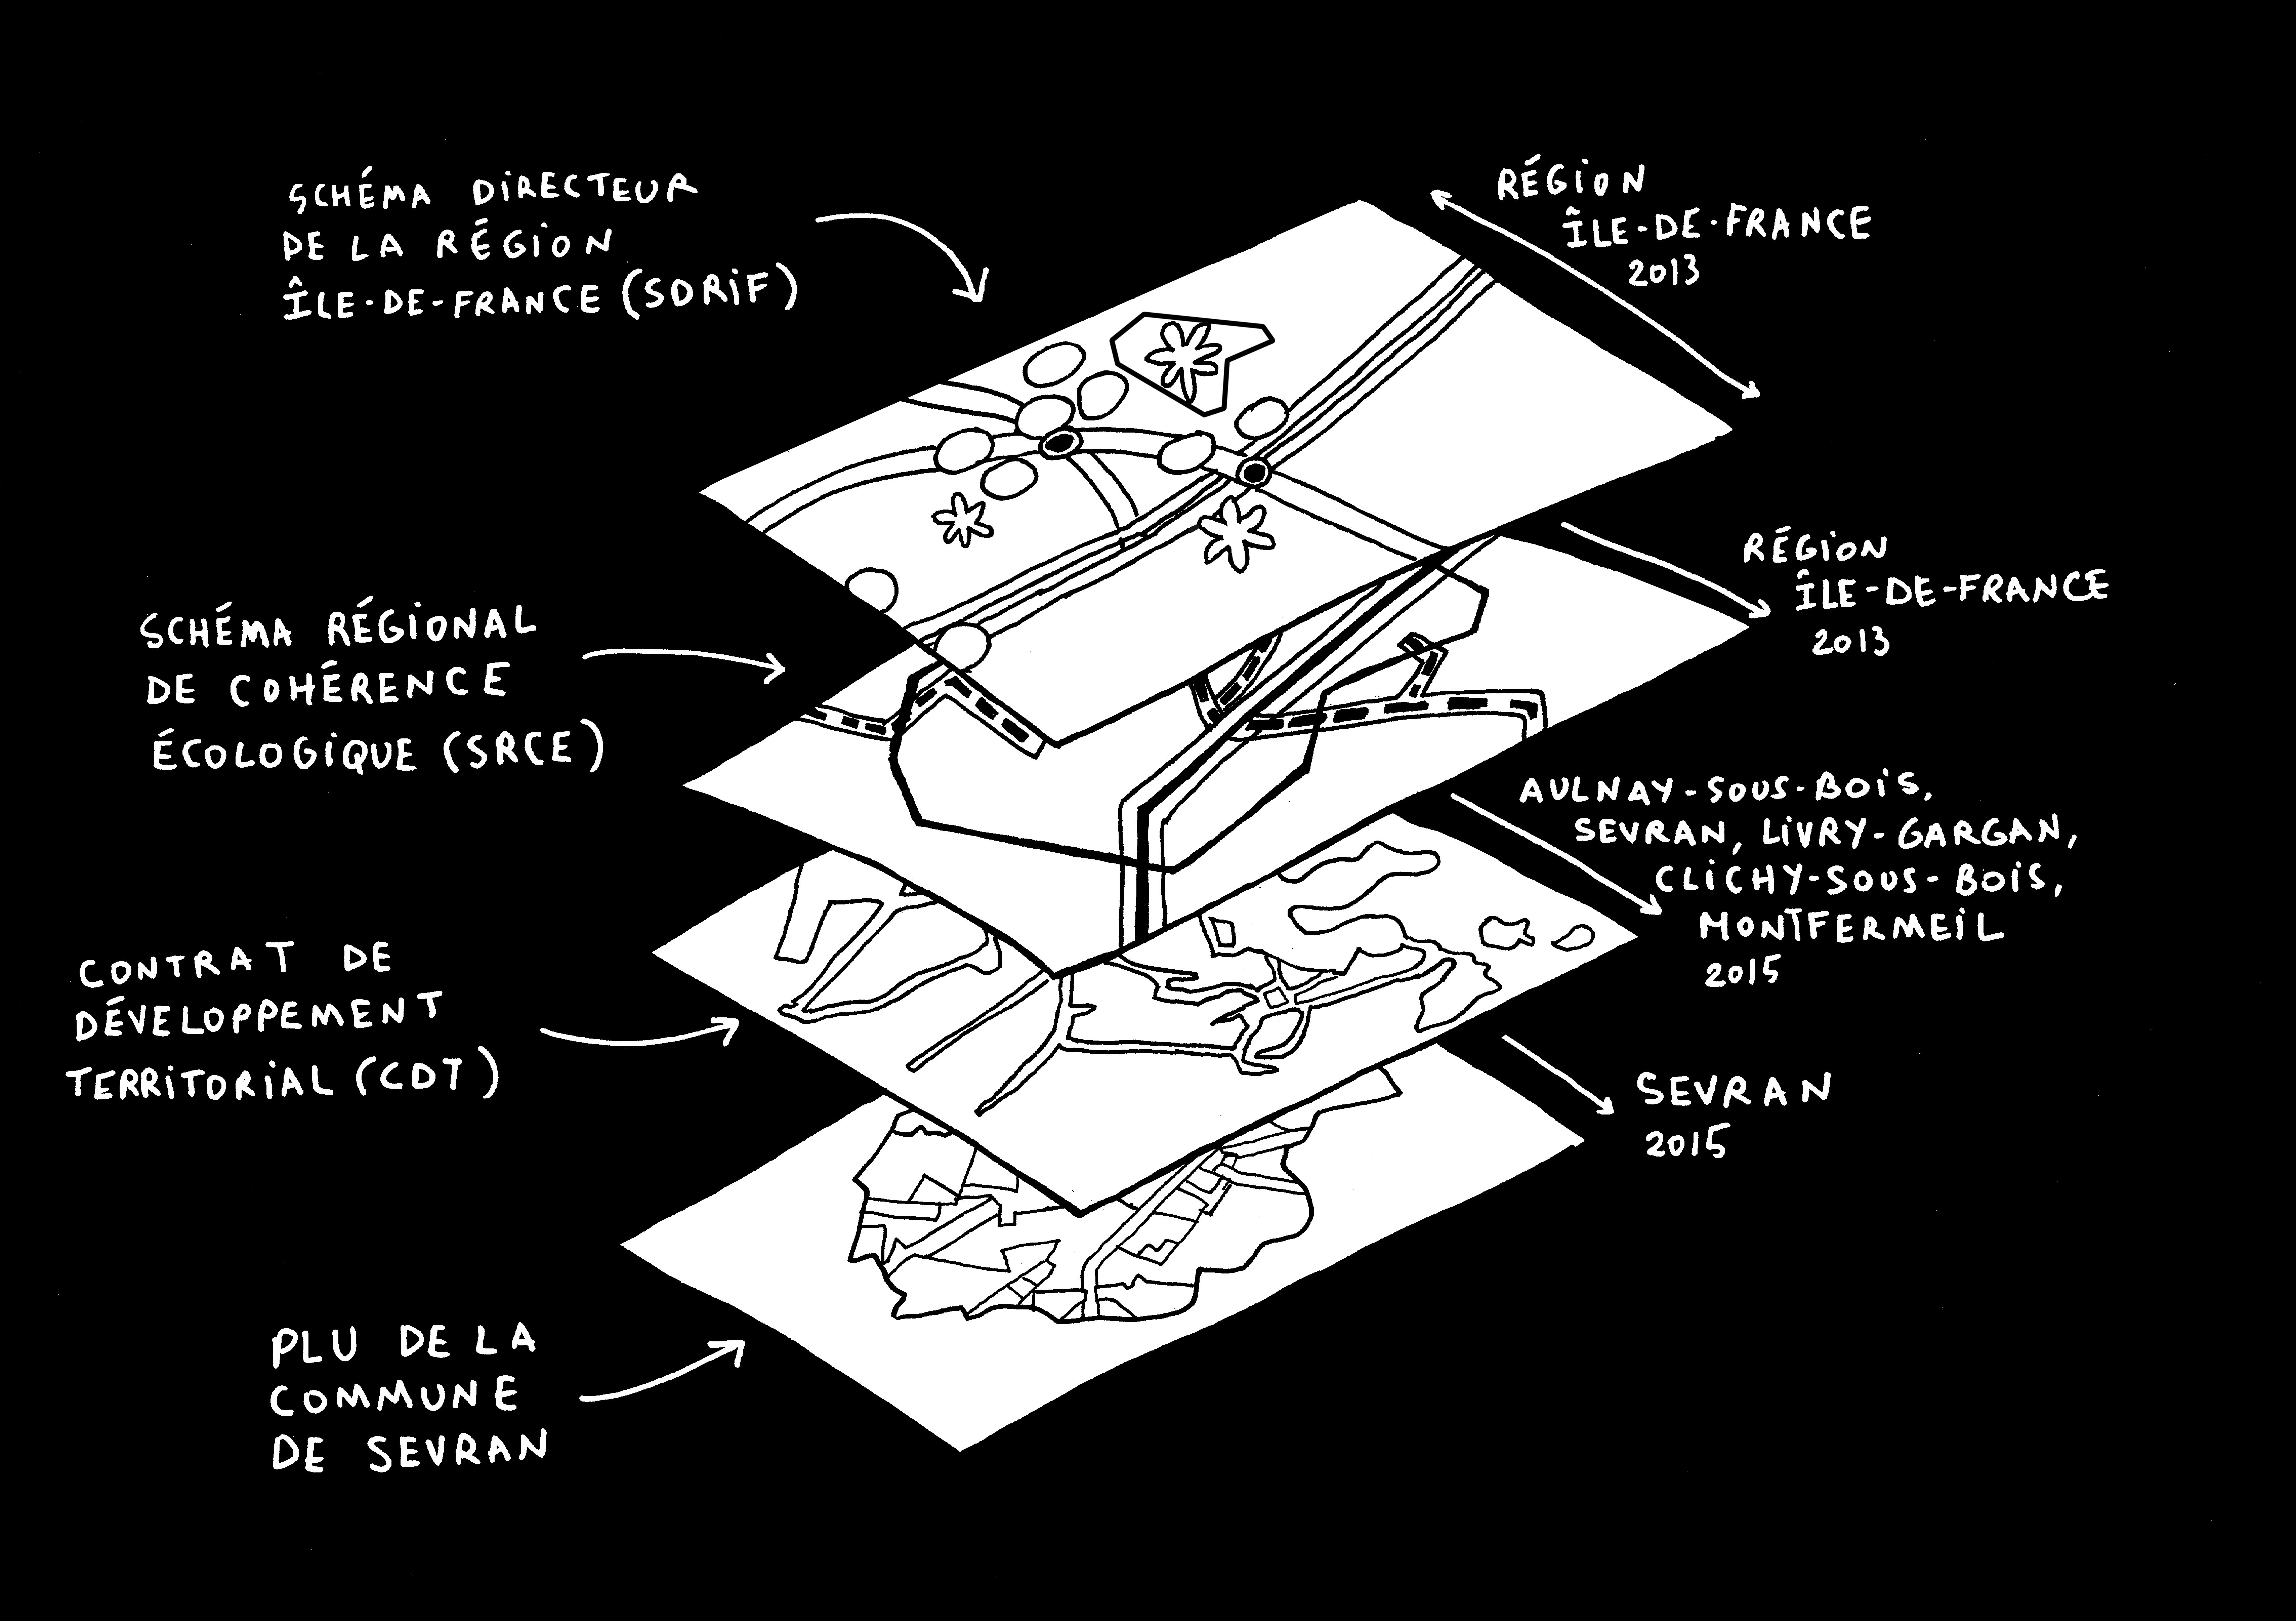 SCHÉMA DIRECTEUR
DE LA RÉGION
ÎLE-DE-FRANCE (SDRIF)
RÉGION
ÎLE-DE-FRANCE
2013
SCHÉMA RÉGIONAL
DE COHÉRENCE
ÉCOLOGIQUE (SRCE)
RÉGION
ÎLE-DE-FRANCE
2013
CONTRAT DE
DÉVELOPPEMENT
TERRITORIAL (CDT)
AULNAY-SOUS-BOIS,
SEVRAN, LIVRY-GARGAN,
CLICHY-SOUS-BOIS,
MONTFERMEIL
2015
PLU DE LA
COMMUNE
DE SEVRAN
SEVRAN
2015